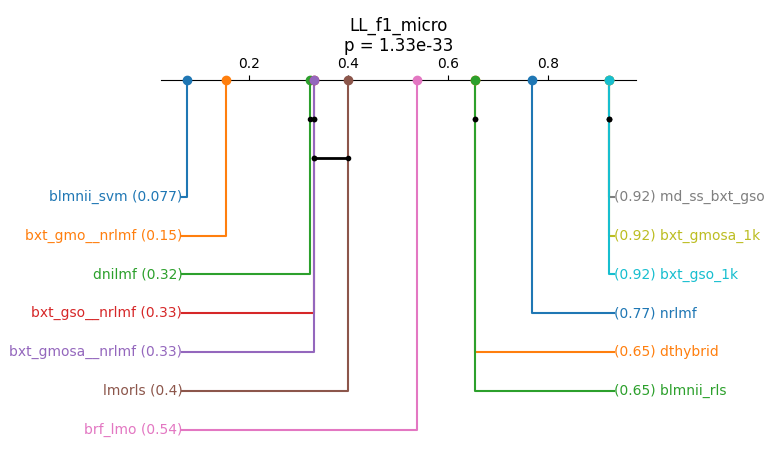 LL_f1_micro
p = 1.33e-33
0.2 0.4 0.6 0.8
blmnii_svm (0.077) (0.92) md_ss_bxt_gso
bxt_gmo__nrlmf (0.15) (0.92) bxt_gmosa_1k
dnilmf (0.32) (0.92) bxt_gso_1k
bxt_gso__nrlmf (0.33) (0.77) nrlmf
bxt_gmosa__nrlmf (0.33) (0.65) dthybrid
lmorls (0.4) (0.65) blmnii_rls
brf_lmo (0.54)